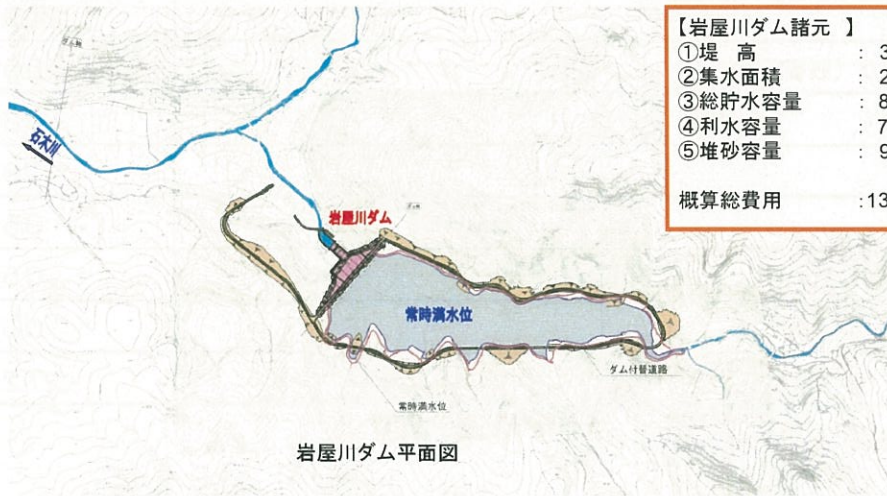 【岩屋川ダム諸元 】
①堤 高 : 3
②集水面積 : 2
③総貯水容量 : 8
④利水容量 : 7
⑤堆砂容量 : 9
概算総費用 :13
石木川
岩屋川ダム
常時満水位
ダム付替道路
常時満水位
岩屋川ダム平面図